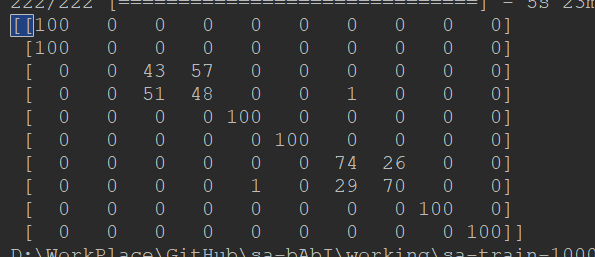 222/222 [==============================] - 5s 23m
[[100   0   0   0   0   0   0   0   0   0]
 [100   0   0   0   0   0   0   0   0   0]
 [  0   0  43  57   0   0   0   0   0   0]
 [  0   0  51  48   0   0   1   0   0   0]
 [  0   0   0   0 100   0   0   0   0   0]
 [  0   0   0   0   0 100   0   0   0   0]
 [  0   0   0   0   0   0  74  26   0   0]
 [  0   0   0   0   1   0  29  70   0   0]
 [  0   0   0   0   0   0   0   0 100   0]
 [  0   0   0   0   0   0   0   0   0 100]]
D:\WorkPlace\GitHub\sa-bAbI\working\sa-train-1000